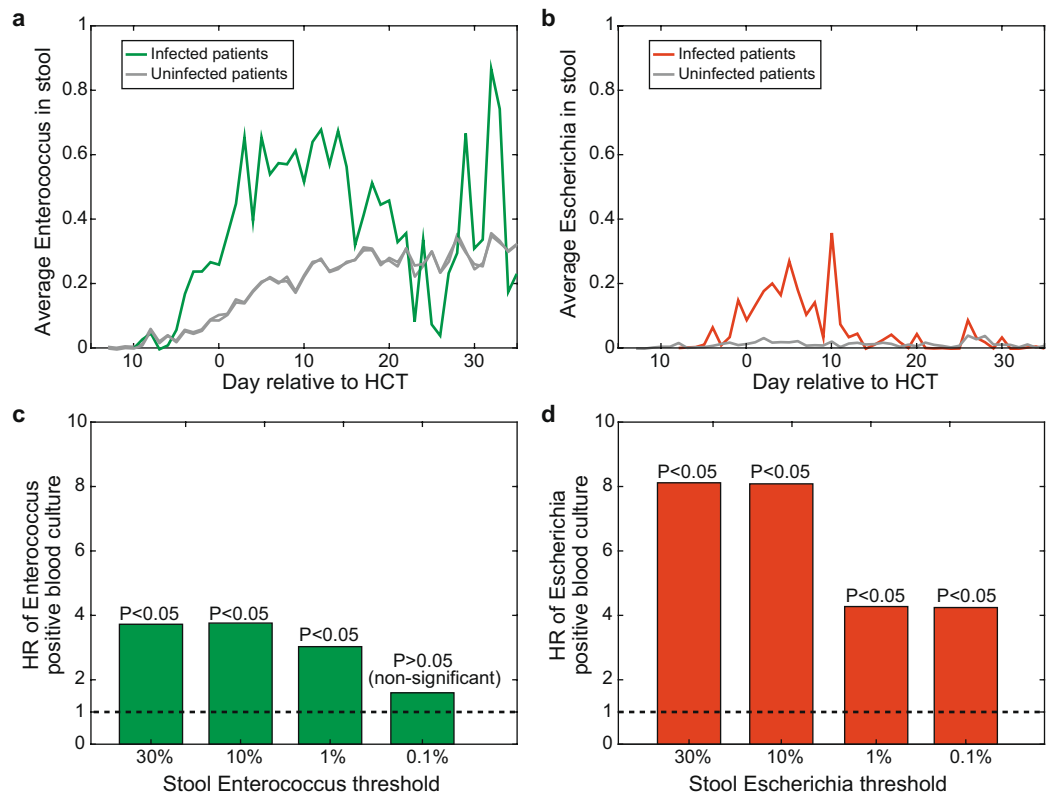 a
1
0.8
0.6
0.4
0.2
0
Average Enterococcus in stool
Infected patients
Uninfected patients
10 0 10 20 30
Day relative to HCT
b
1
0.8
0.6
0.4
0.2
0
Average Escherichia in stool
Infected patients
Uninfected patients
10 0 10 20 30
Day relative to HCT
c
10
8
6
4
2
1
0
HR of Enterococcus
positive blood culture
P<0.05
P<0.05
P<0.05
P>0.05
(non-significant)
30% 10% 1% 0.1%
Stool Enterococcus threshold
d
10
8
6
4
2
1
0
HR of Escherichia
positive blood culture
P<0.05
P<0.05
P<0.05
P<0.05
30% 10% 1% 0.1%
Stool Escherichia threshold